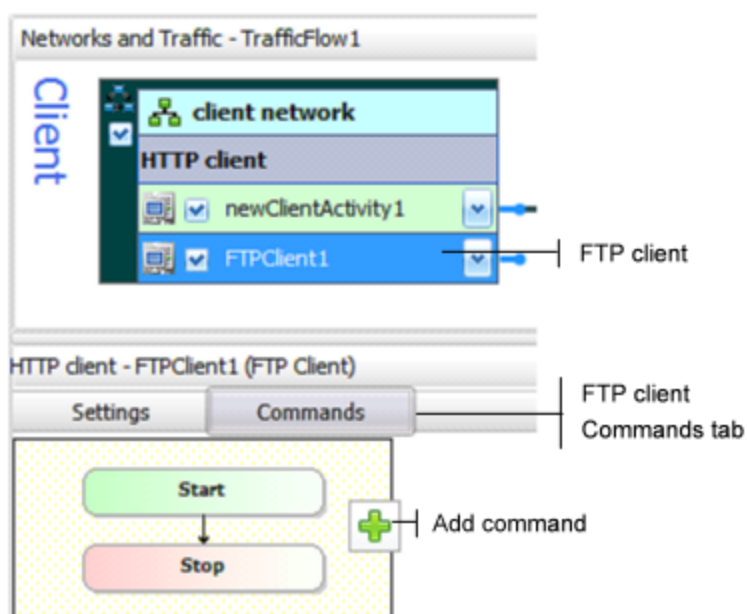 Networks and Traffic - TrafficFlow1
Client
client network
HTTP client
newClientActivity1
FTPClient1
FTP client
HTTP client - FTPClient1 (FTP Client)
Settings
Commands
FTP client
Commands tab
Start
Add command
Stop